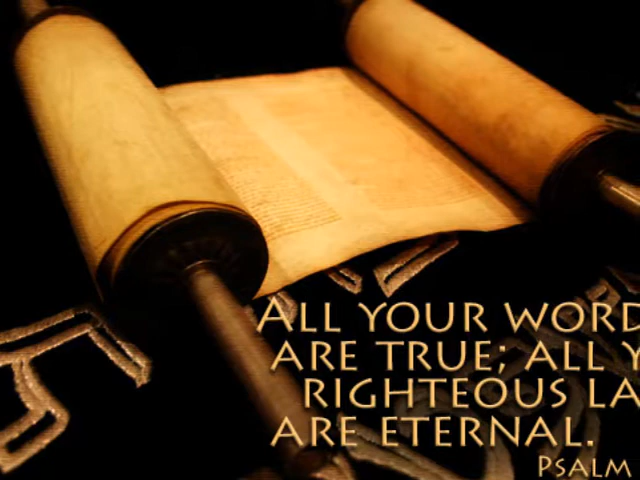 ALL YOUR WORD
ARE TRUE; ALL Y
RIGHTEOUS LA
ARE ETERNAL.
PSALM